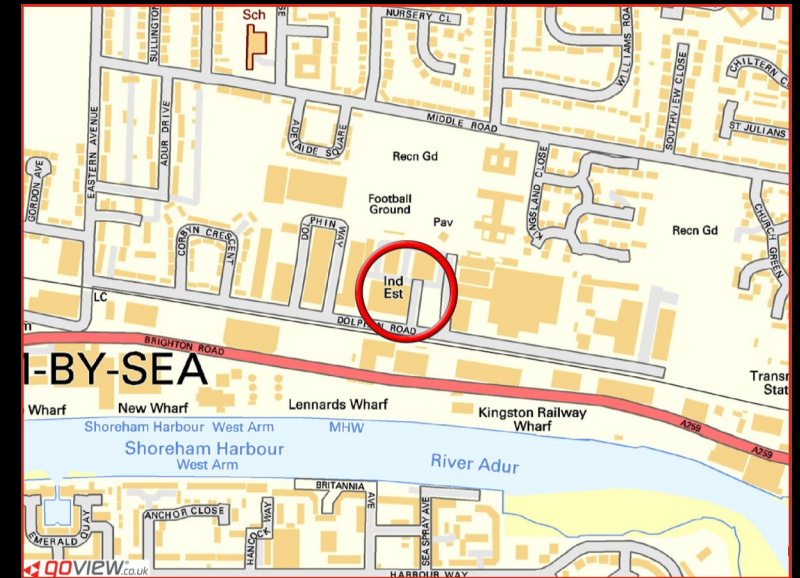 Sch
NURSERY CL
SULLINGTON
SE
WILLIAMS ROA
CHILTERN C
SOUTHVIEW CLOSE
ST JULIANS
EASTERN AVENUE
ADUR DRIVE
ADELAIDE SQUARE
MIDDLE ROAD
Recn Gd
GORDON AVE
Football
Ground
Pav
KINGSLAND CLOSE
Recn Gd
CHURCH GREEN
CORBYN CRESCENT
DOLPHIN WAY
Ind
Est
LC
DOLPHIN ROAD
m
BRIGHTON ROAD
M-BY-SEA
Transm
Stat
e Wharf
New Wharf
Lennards Wharf
Kingston Railway
Wharf
A259
A259
Shoreham Harbour West Arm
MHW
Shoreham Harbour
West Arm
River Adur
BRITANNIA
AVE
ANCHOR CLOSE
HANCOCK WAY
SEA SPRAY AVE
EMERALD QUAY
HARBOUR WAY
goview.co.uk